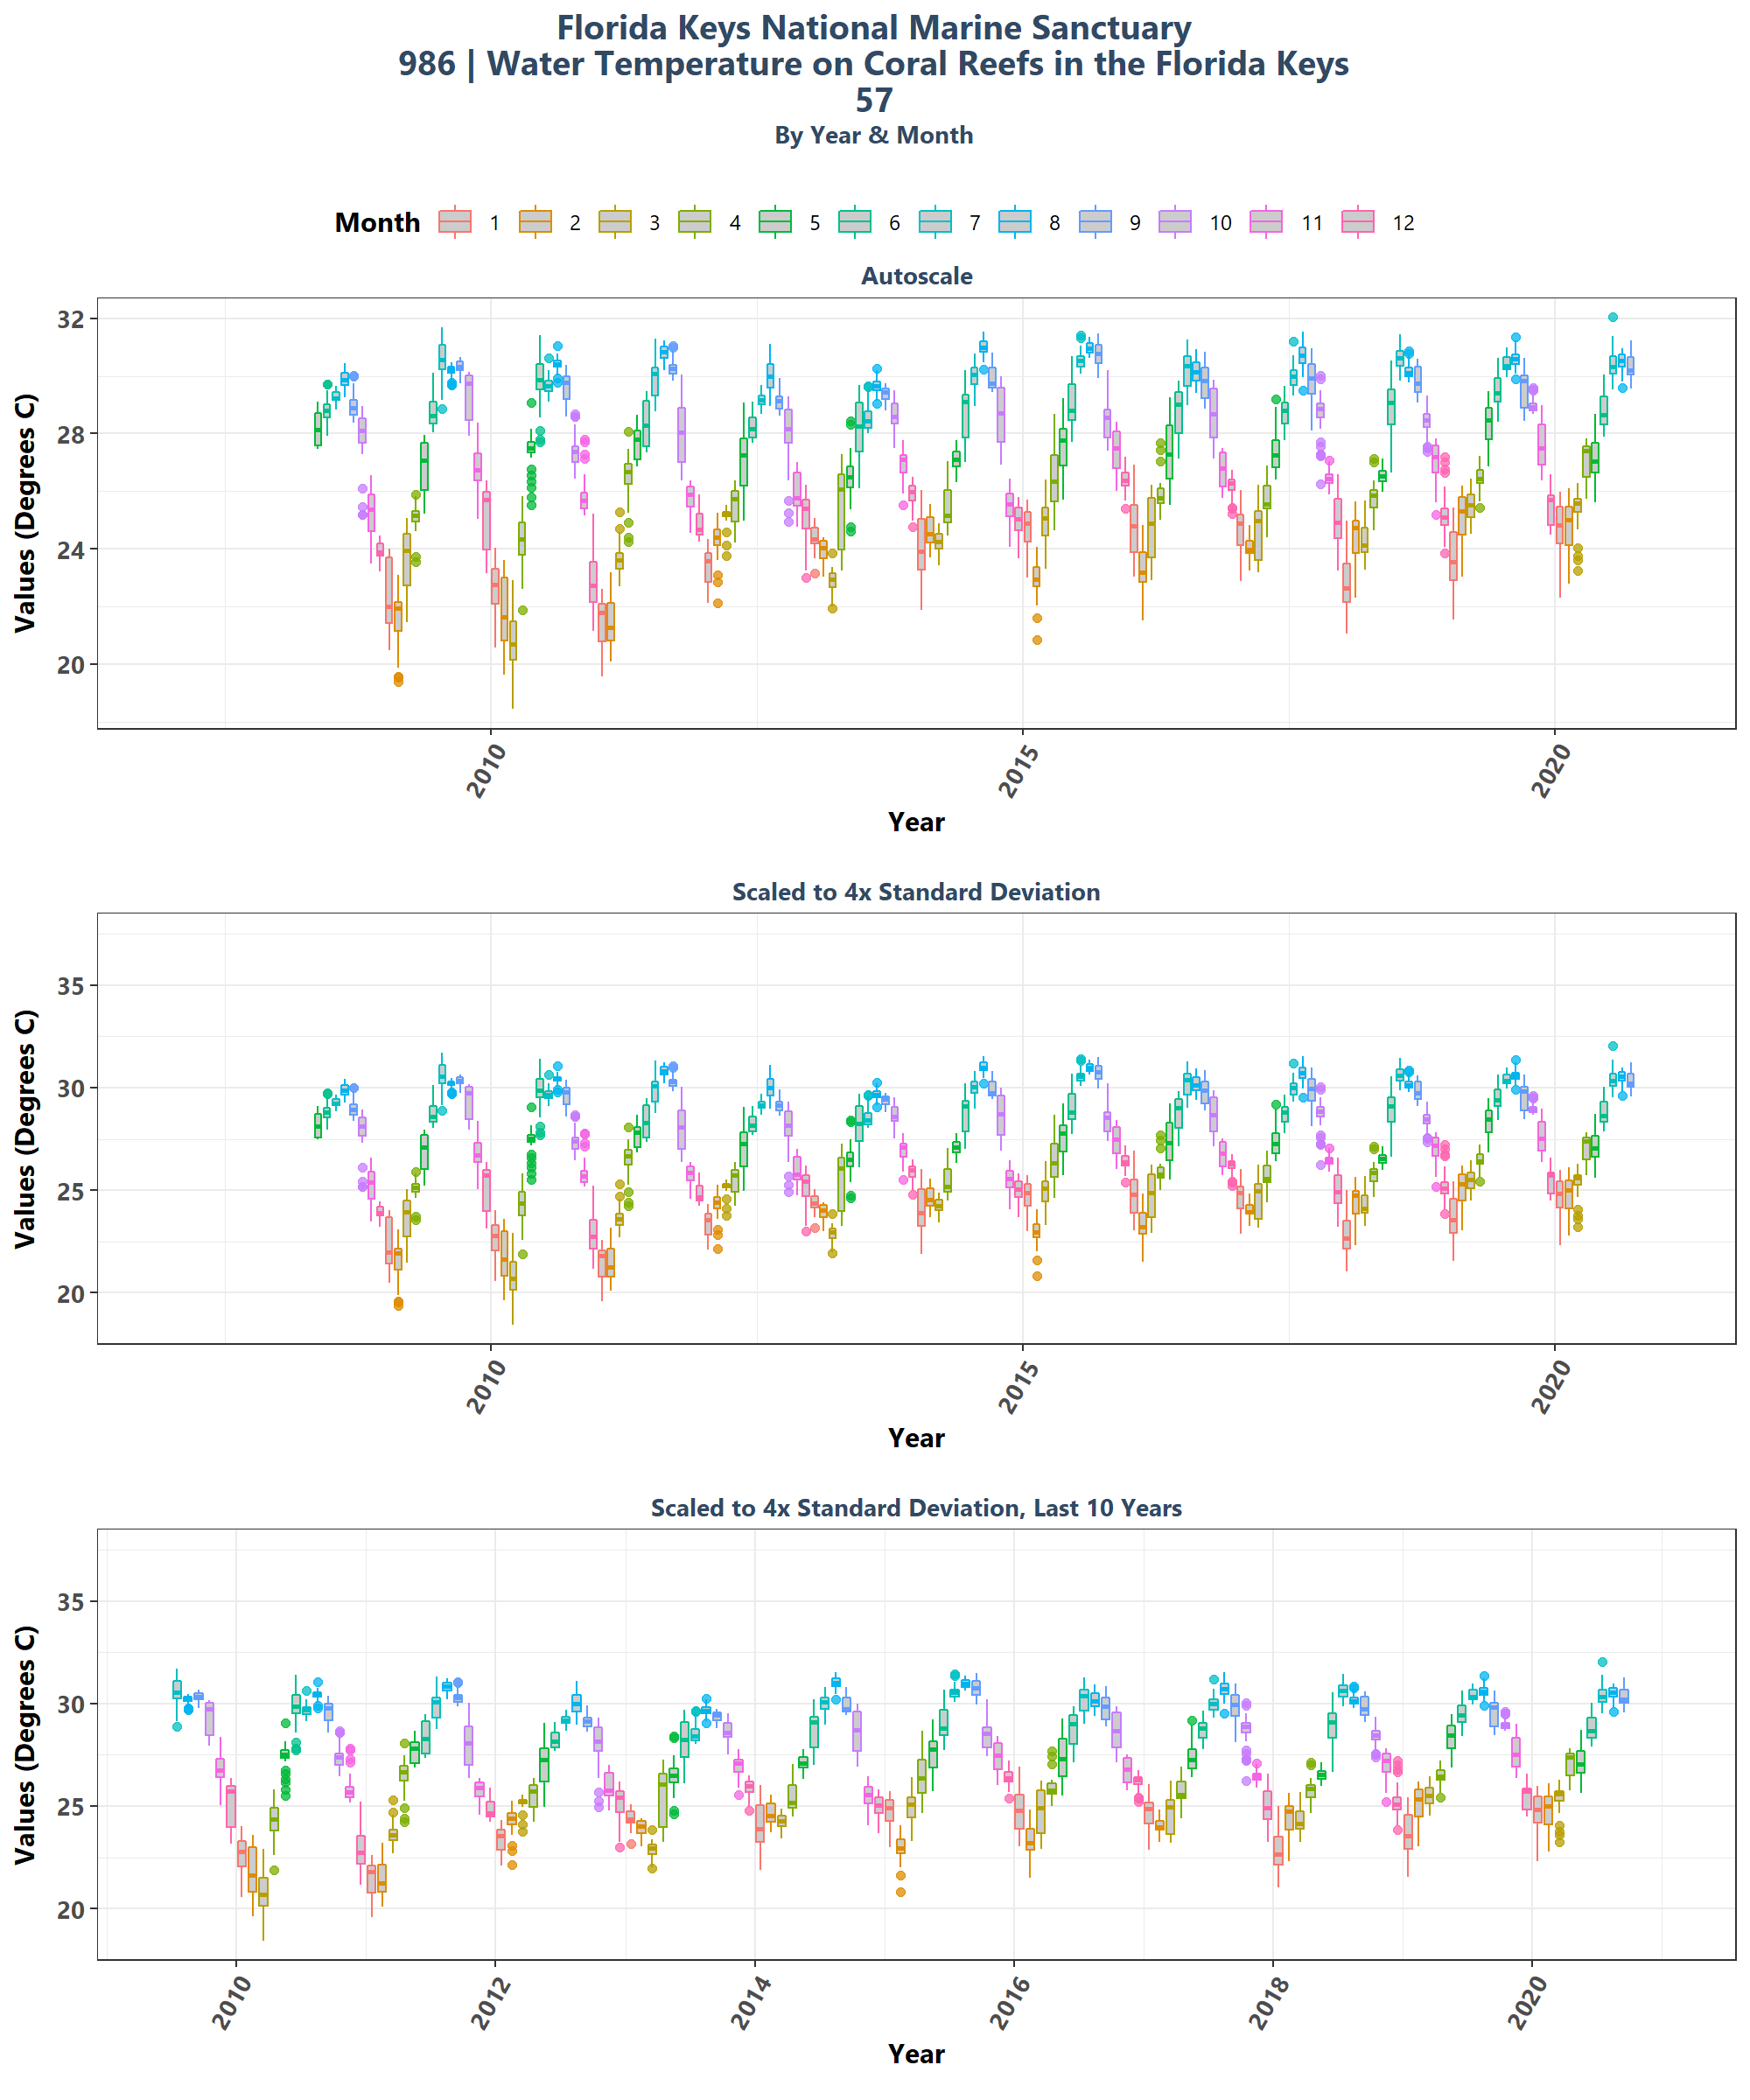 Florida Keys National Marine Sanctuary
986 | Water Temperature on Coral Reefs in the Florida Keys
57
By Year & Month
Month 1 2 3 4 5 6 7 8 9 10 11 12
Autoscale
Values (Degrees C)
32
28
24
20
2010 2015 2020
Year
Scaled to 4x Standard Deviation
Values (Degrees C)
35
30
25
20
2010 2015 2020
Year
Scaled to 4x Standard Deviation, Last 10 Years
Values (Degrees C)
35
30
25
20
2010 2012 2014 2016 2018 2020
Year